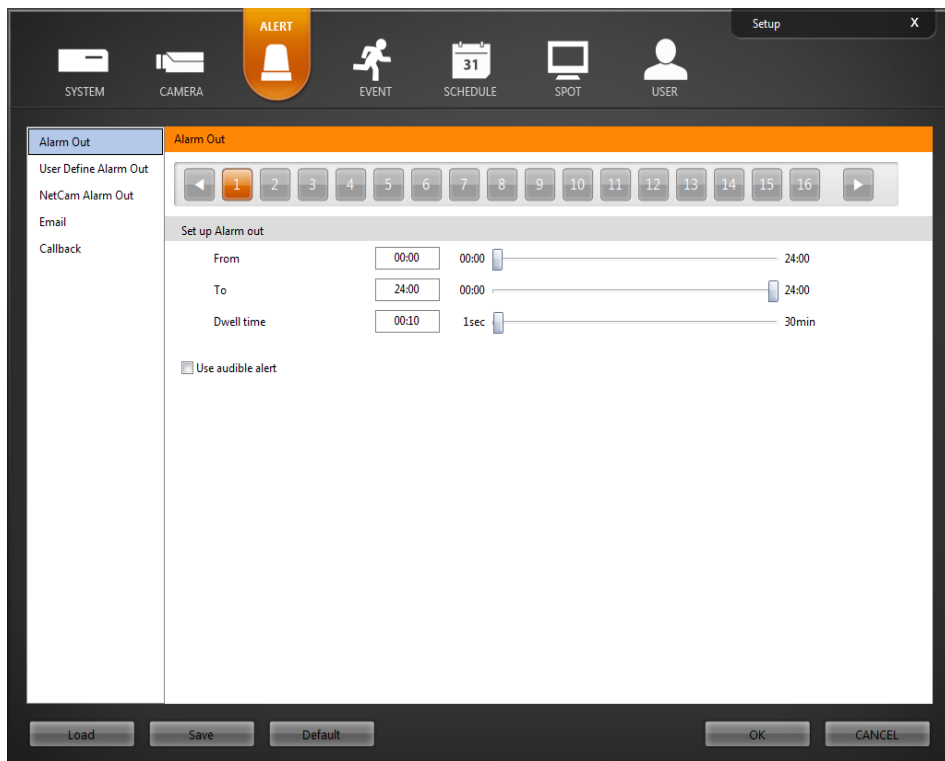 Setup X
ALERT
31
SYSTEM CAMERA EVENT SCHEDULE SPOT USER
Alarm Out
User Define Alarm Out
NetCam Alarm Out
Email
Callback
Alarm Out
1 2 3 4 5 6 7 8 9 10 11 12 13 14 15 16
Set up Alarm out
From 00:00 00:00 24:00
To 24:00 00:00 24:00
Dwell time 00:10 1sec 30min
Use audible alert
Load Save Default OK CANCEL